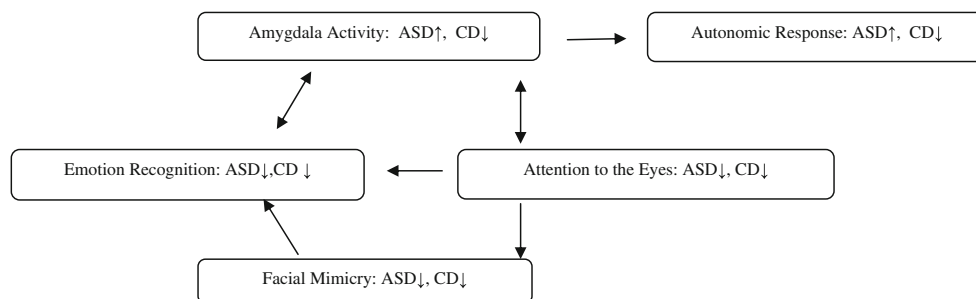 Amygdala Activity:  ASD↑,  CD↓
Autonomic Response: ASD↑,  CD↓
Emotion Recognition: ASD↓,CD ↓
Attention to the Eyes: ASD↓, CD↓
Facial Mimicry: ASD↓, CD↓